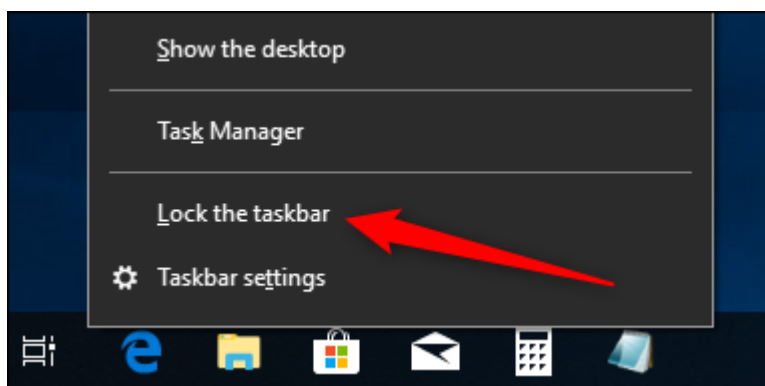 Show the desktop
Task Manager
Lock the taskbar
Taskbar settings